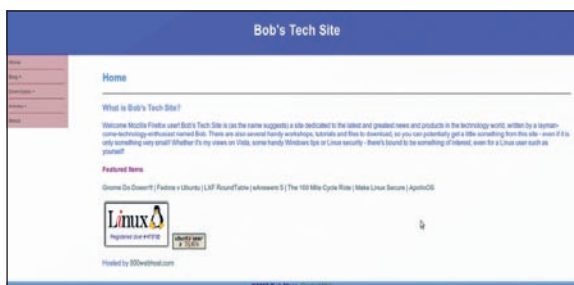 Bob's Tech Site
Home
Blog
Downloads
About
Home
What is Bob's Tech Site?
Welcome Mozilla Firefox user! Bob's Tech Site is (as the name suggests) a site dedicated to the latest and greatest news and products in the technology world, written by a layman-
come-technology-enthusiast named Bob. There are also several handy workshops, tutorials and files to download, so you can potentially get a little something from this site - even if it is
only something very small! Whether it's my views on Vista, some handy Windows tips or Linux security - there's bound to be something of interest, even for a Linux user such as
yourself!
Featured Items
Gnome Do Dosen't! | Fedora v Ubuntu | LXF RoundTable | eAnswers 5 | The 100 Mile Cycle Ride | Make Linux Secure | ApolloOS
Linux
Registered User
ubuntu user
Hosted by 000webhost.com